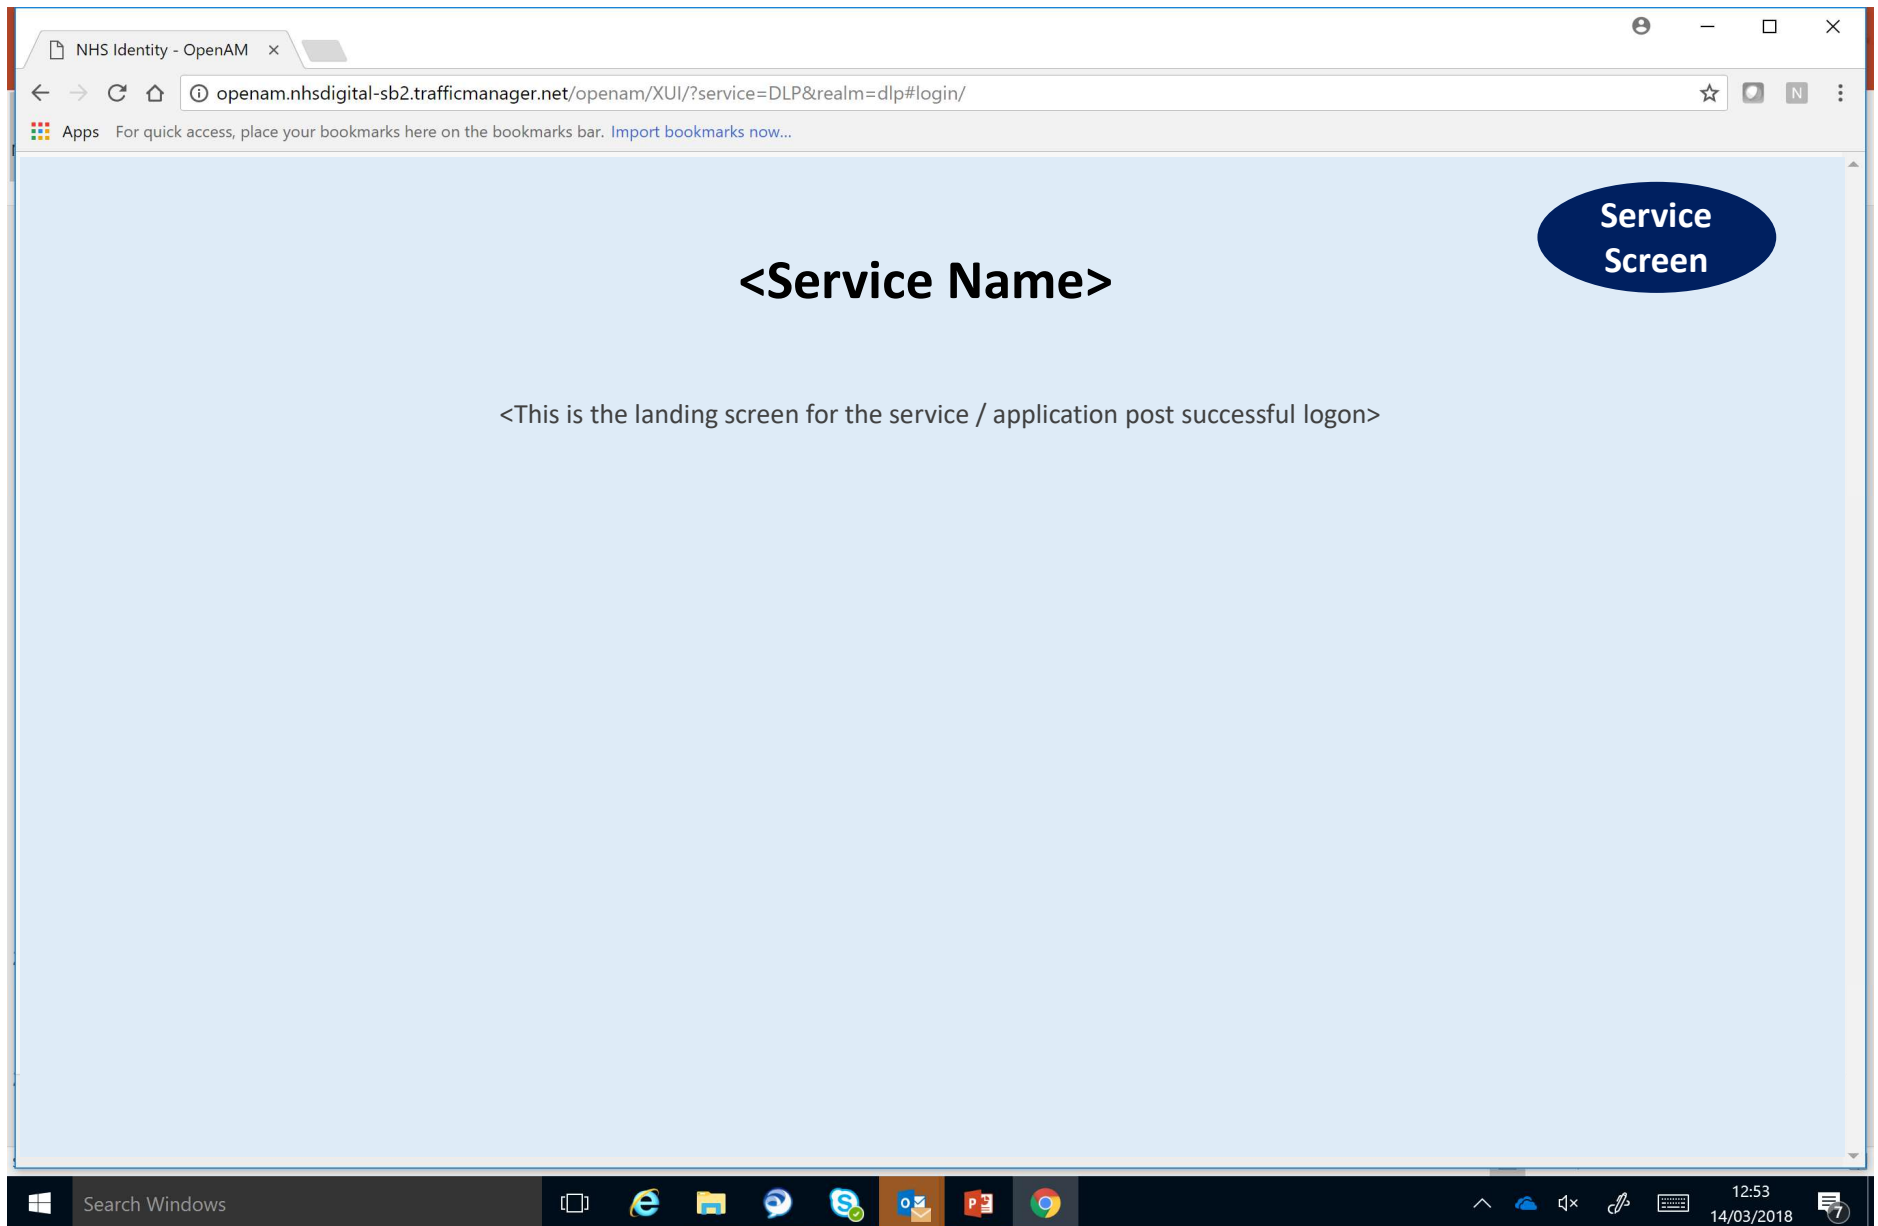 NHS Identity - OpenAM
openam.nhsdigital-sb2.trafficmanager.net/openam/XUI/?service=DLP&realm=dlp#login/
N
Apps For quick access, place your bookmarks here on the bookmarks bar. Import bookmarks now...
Service
Screen
<Service Name>
<This is the landing screen for the service / application post successful logon>
Search Windows
12:53
14/03/2018
7